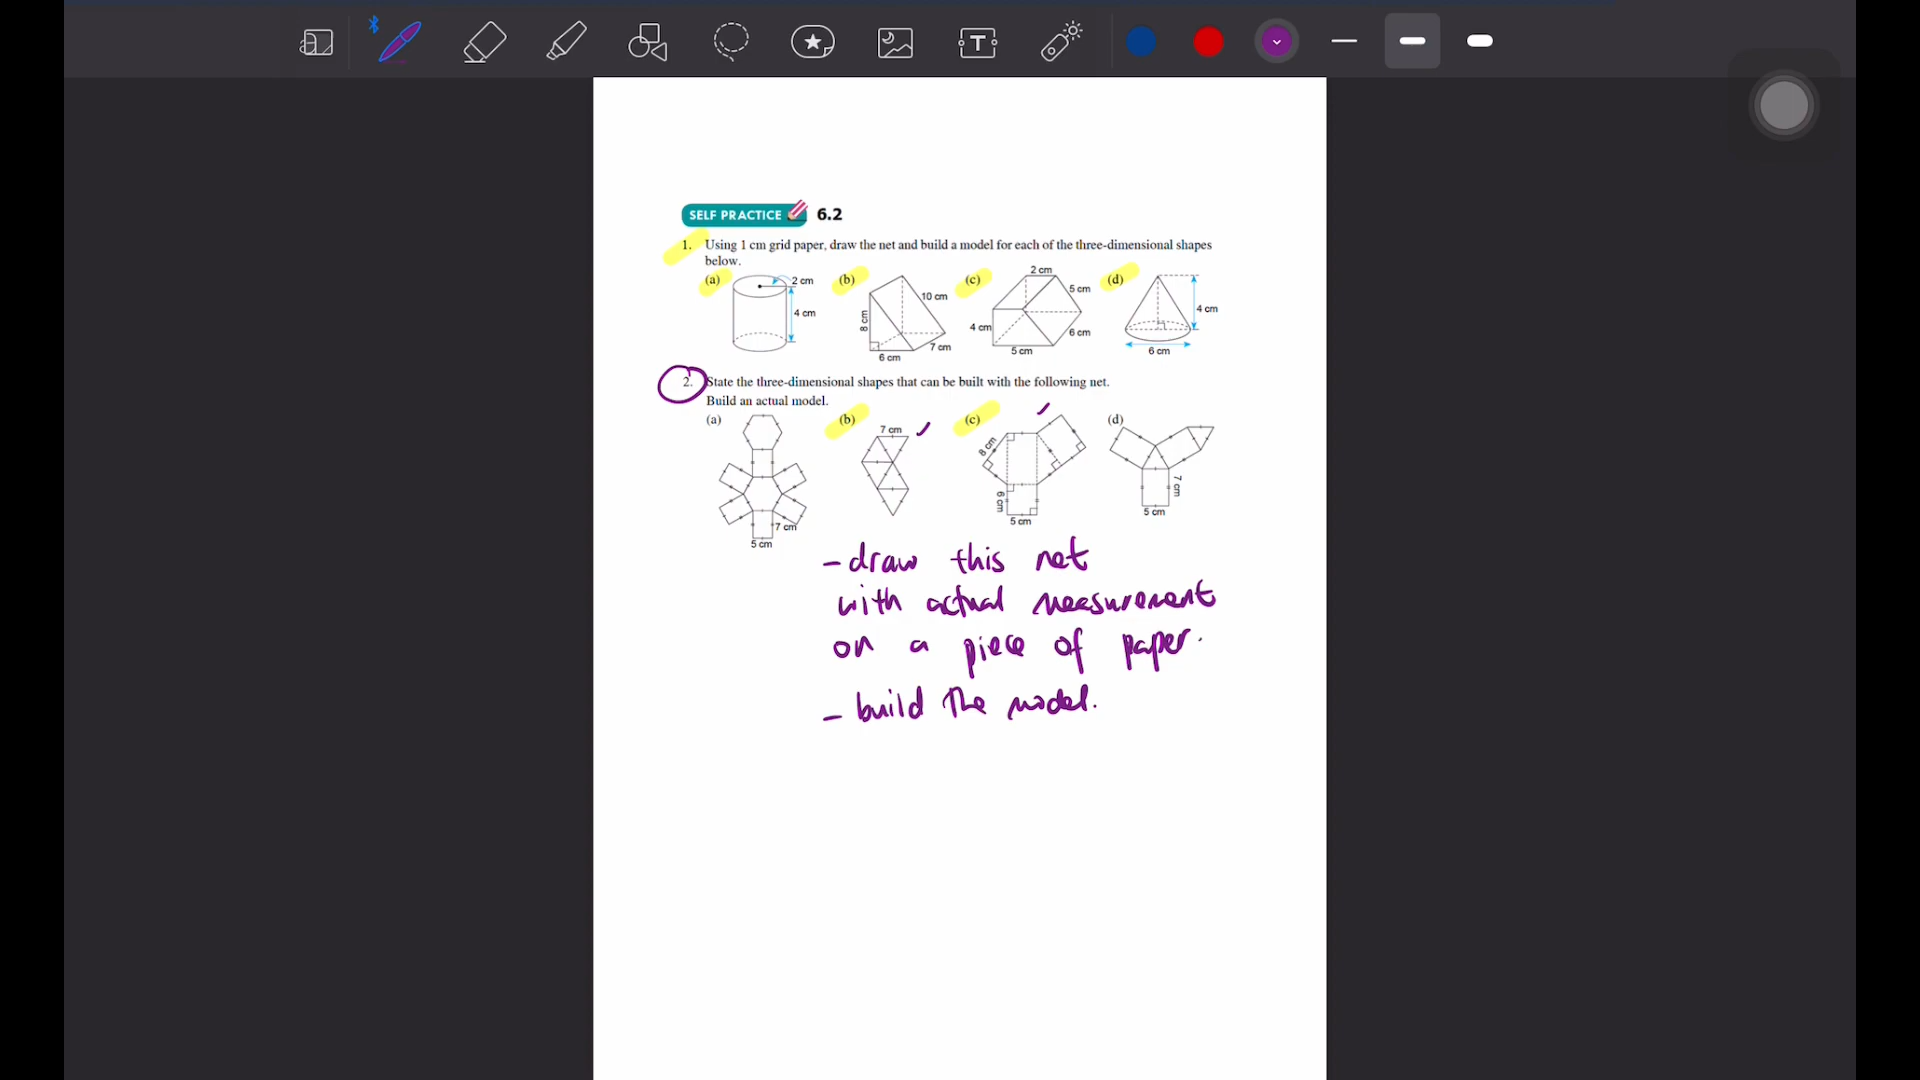 SELF PRACTICE 6.2
1. Using 1 cm grid paper, draw the net and build a model for each of the three-dimensional shapes
below.
(a) 2 cm
4 cm
(b) 10 cm
8 cm
7 cm
6 cm
(c) 2 cm
5 cm
4 cm
6 cm
5 cm
(d) 4 cm
6 cm
2. State the three-dimensional shapes that can be built with the following net.
Build an actual model.
(a) 7 cm
5 cm
(b) 7 cm
(c) 8 cm
6 cm
5 cm
(d) 7 cm
5 cm
- draw this net
with actual measurement
on a piece of paper.
- build the model.